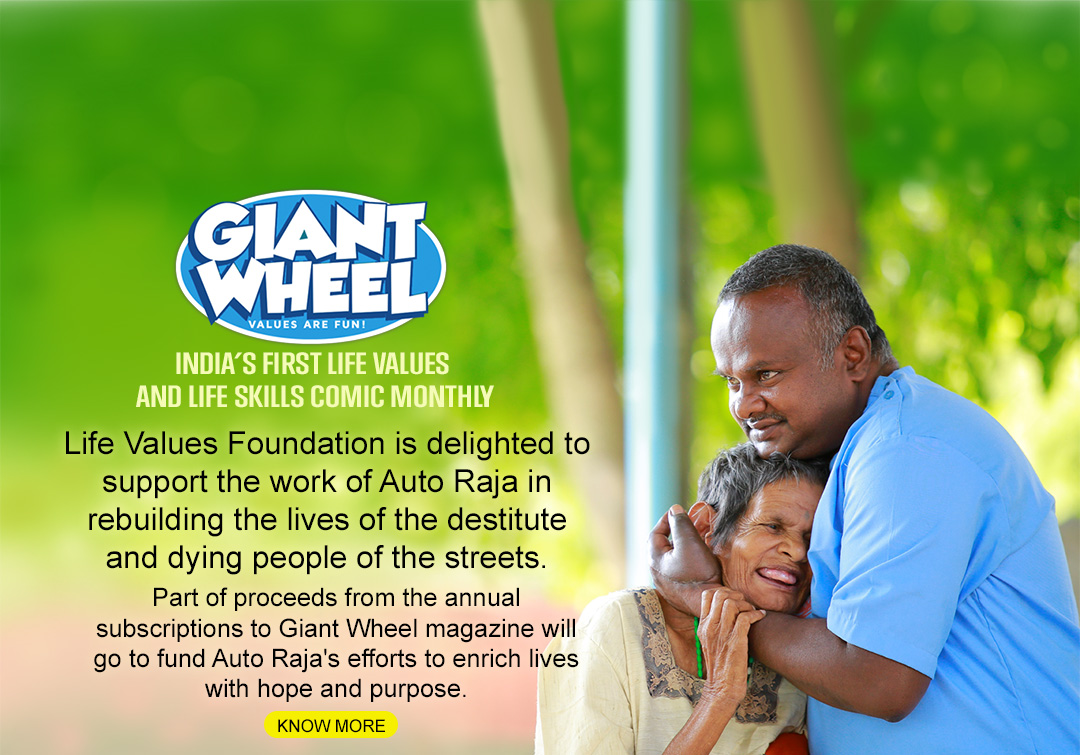 GIANT
WHEEL
VALUES ARE FUN!
INDIA´S FIRST LIFE VALUES
AND LIFE SKILLS COMIC MONTHLY
Life Values Foundation is delighted to
support the work of Auto Raja in
rebuilding the lives of the destitute
and dying people of the streets.
Part of proceeds from the annual
subscriptions to Giant Wheel magazine will
go to fund Auto Raja's efforts to enrich lives
with hope and purpose.
KNOW MORE